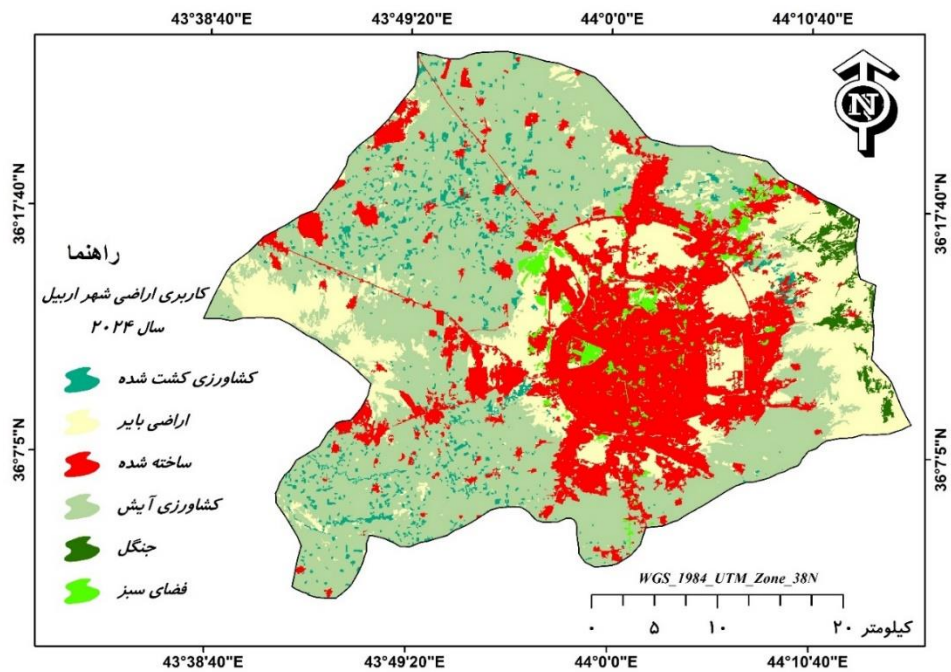 43°38'40"E 43°49'20"E 44°0'0"E 44°10'40"E
N
36°17'40"N 36°17'40"N
راهنما
کاربری اراضی شهر اربیل
سال ۲۰۲۴
کشاورزی کشت شده
اراضی بایر
ساخته شده
کشاورزی آیش
جنگل
فضای سبز
36°7'5"N 36°7'5"N
WGS_1984_UTM_Zone_38N
۰ ۵ ۱۰ ۲۰ کیلومتر
43°38'40"E 43°49'20"E 44°0'0"E 44°10'40"E